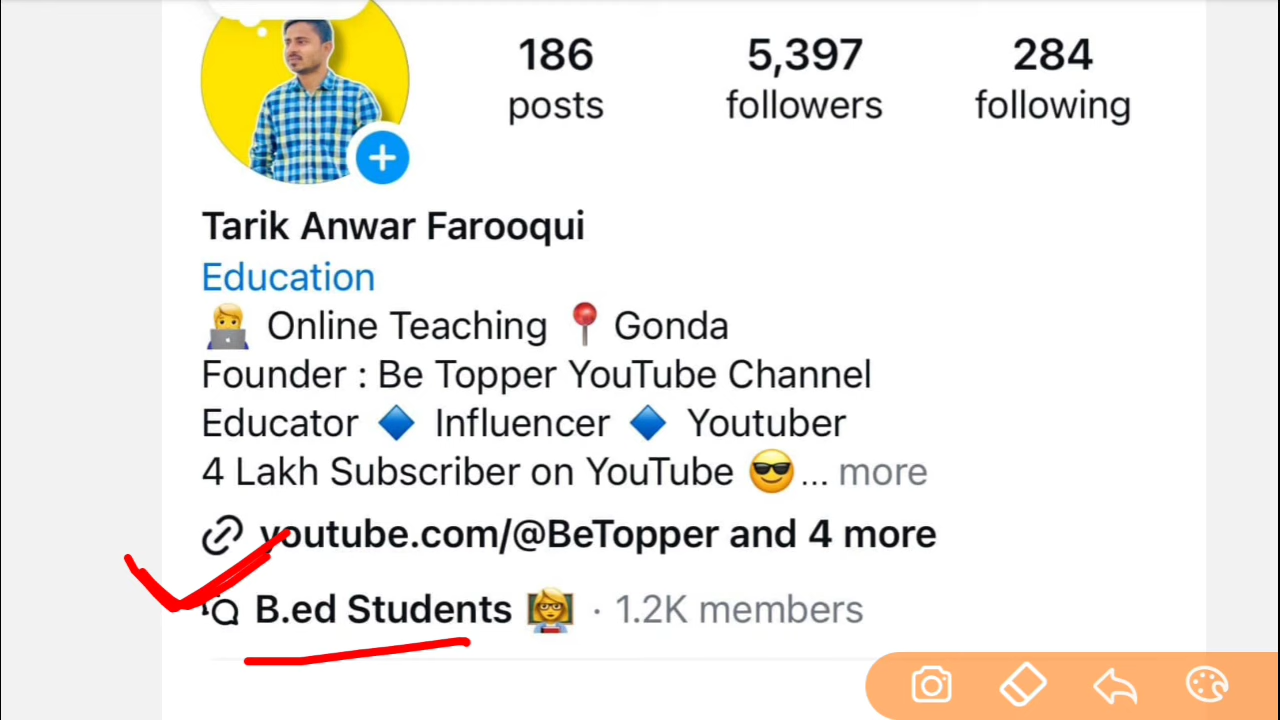 186 5,397 284
posts followers following
Tarik Anwar Farooqui
Education
👨‍💻 Online Teaching 📍 Gonda
Founder : Be Topper YouTube Channel
Educator 🔷 Influencer 🔷 Youtuber
4 Lakh Subscriber on YouTube 😎... more
youtube.com/@BeTopper and 4 more
B.ed Students 👩‍🏫 · 1.2K members